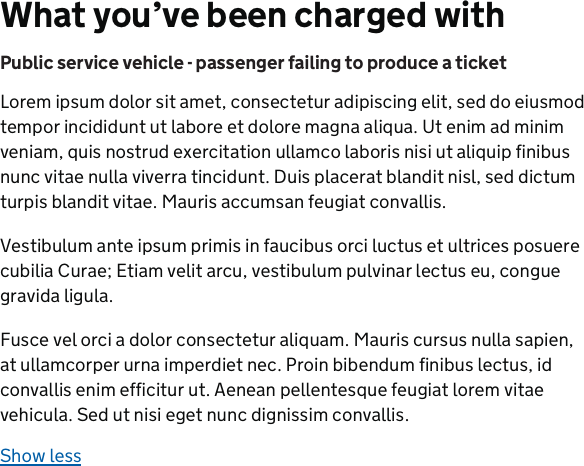 What you’ve been charged with
Public service vehicle - passenger failing to produce a ticket
Lorem ipsum dolor sit amet, consectetur adipiscing elit, sed do eiusmod
tempor incididunt ut labore et dolore magna aliqua. Ut enim ad minim
veniam, quis nostrud exercitation ullamco laboris nisi ut aliquip finibus
nunc vitae nulla viverra tincidunt. Duis placerat blandit nisl, sed dictum
turpis blandit vitae. Mauris accumsan feugiat convallis.
Vestibulum ante ipsum primis in faucibus orci luctus et ultrices posuere
cubilia Curae; Etiam velit arcu, vestibulum pulvinar lectus eu, congue
gravida ligula.
Fusce vel orci a dolor consectetur aliquam. Mauris cursus nulla sapien,
at ullamcorper urna imperdiet nec. Proin bibendum finibus lectus, id
convallis enim efficitur ut. Aenean pellentesque feugiat lorem vitae
vehicula. Sed ut nisi eget nunc dignissim convallis.
Show less